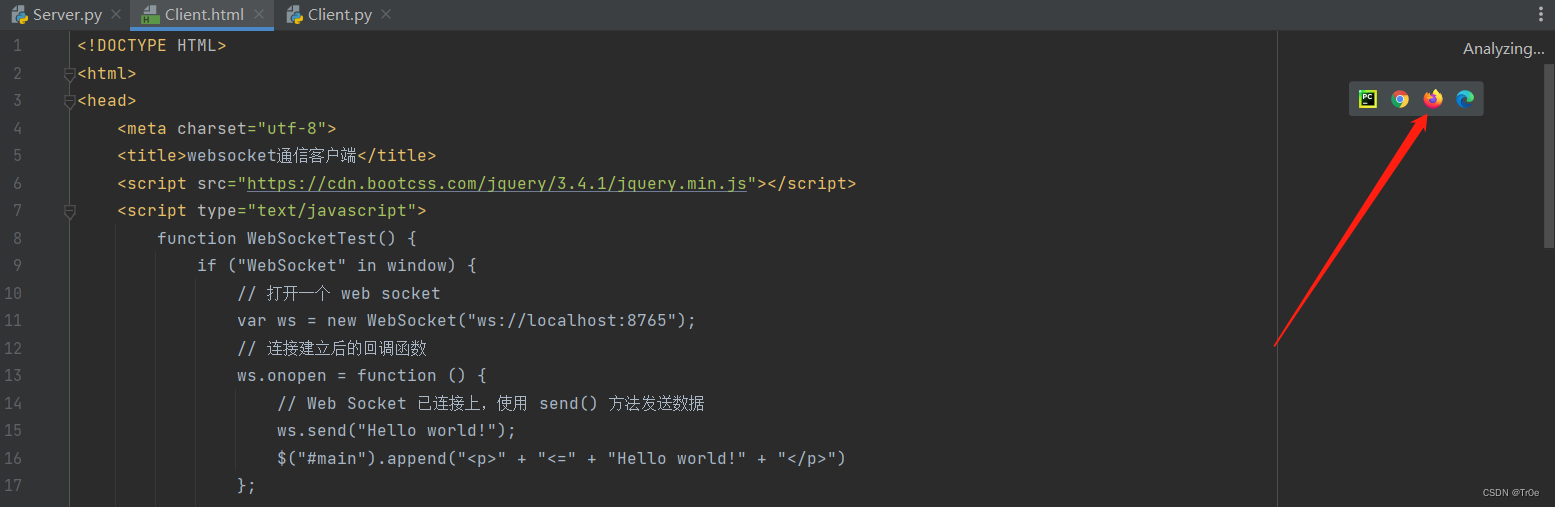 Server.py Client.html Client.py
Analyzing...
1 <!DOCTYPE HTML>
2 <html>
3 <head>
4 <meta charset="utf-8">
5 <title>websocket通信客户端</title>
6 <script src="https://cdn.bootcss.com/jquery/3.4.1/jquery.min.js"></script>
7 <script type="text/javascript">
8 function WebSocketTest() {
9 if ("WebSocket" in window) {
10 // 打开一个 web socket
11 var ws = new WebSocket("ws://localhost:8765");
12 // 连接建立后的回调函数
13 ws.onopen = function () {
14 // Web Socket 已连接上，使用 send() 方法发送数据
15 ws.send("Hello world!");
16 $("#main").append("<p>" + "<=" + "Hello world!" + "</p>")
17 };
PC
H
CSDN @Tr0e